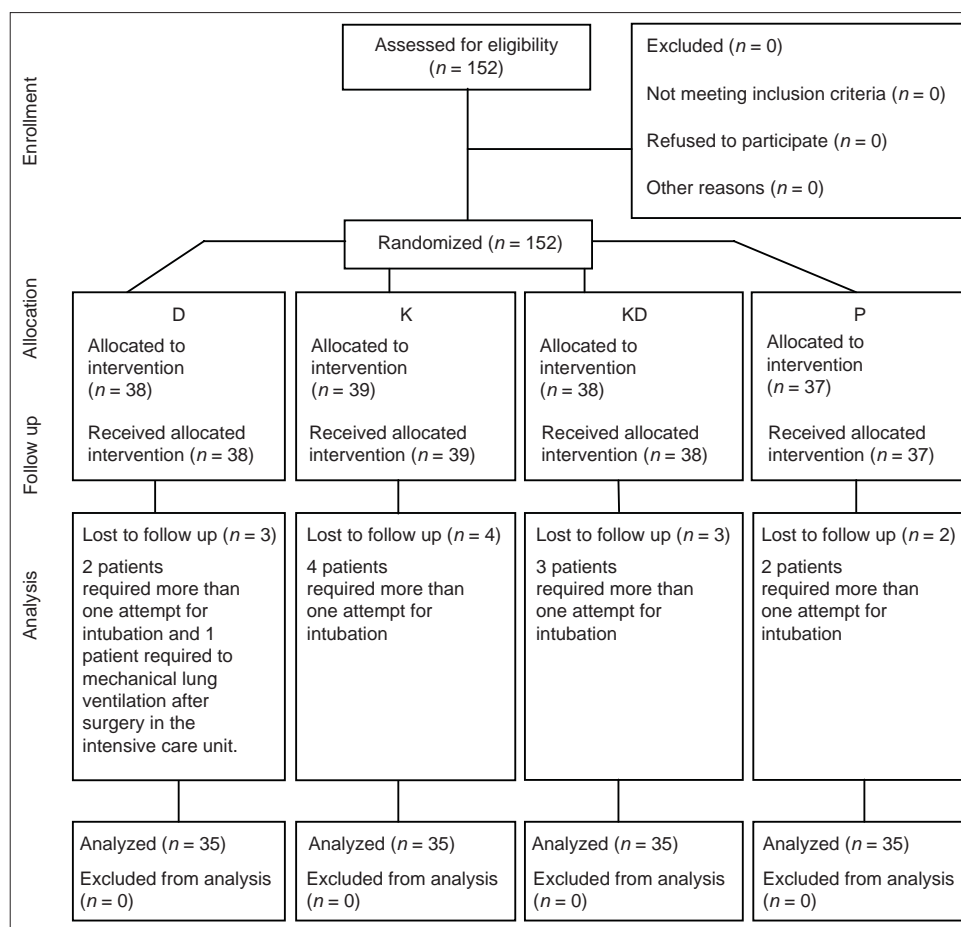 Enrollment
Assessed for eligibility
(n = 152)
Excluded (n = 0)
Not meeting inclusion criteria (n = 0)
Refused to participate (n = 0)
Other reasons (n = 0)
Randomized (n = 152)
Allocation
D
Allocated to
intervention
(n = 38)
Received allocated
intervention (n = 38)
K
Allocated to
intervention
(n = 39)
Received allocated
intervention (n = 39)
KD
Allocated to
intervention
(n = 38)
Received allocated
intervention (n = 38)
P
Allocated to
intervention
(n = 37)
Received allocated
intervention (n = 37)
Follow up
Lost to follow up (n = 3)
2 patients
required more than
one attempt for
intubation and 1
patient required to
mechanical lung
ventilation after
surgery in the
intensive care unit.
Lost to follow up (n = 4)
4 patients
required more than
one attempt for
intubation
Lost to follow up (n = 3)
3 patients
required more than
one attempt for
intubation
Lost to follow up (n = 2)
2 patients
required more than
one attempt for
intubation
Analysis
Analyzed (n = 35)
Excluded from analysis
(n = 0)
Analyzed (n = 35)
Excluded from analysis
(n = 0)
Analyzed (n = 35)
Excluded from analysis
(n = 0)
Analyzed (n = 35)
Excluded from analysis
(n = 0)